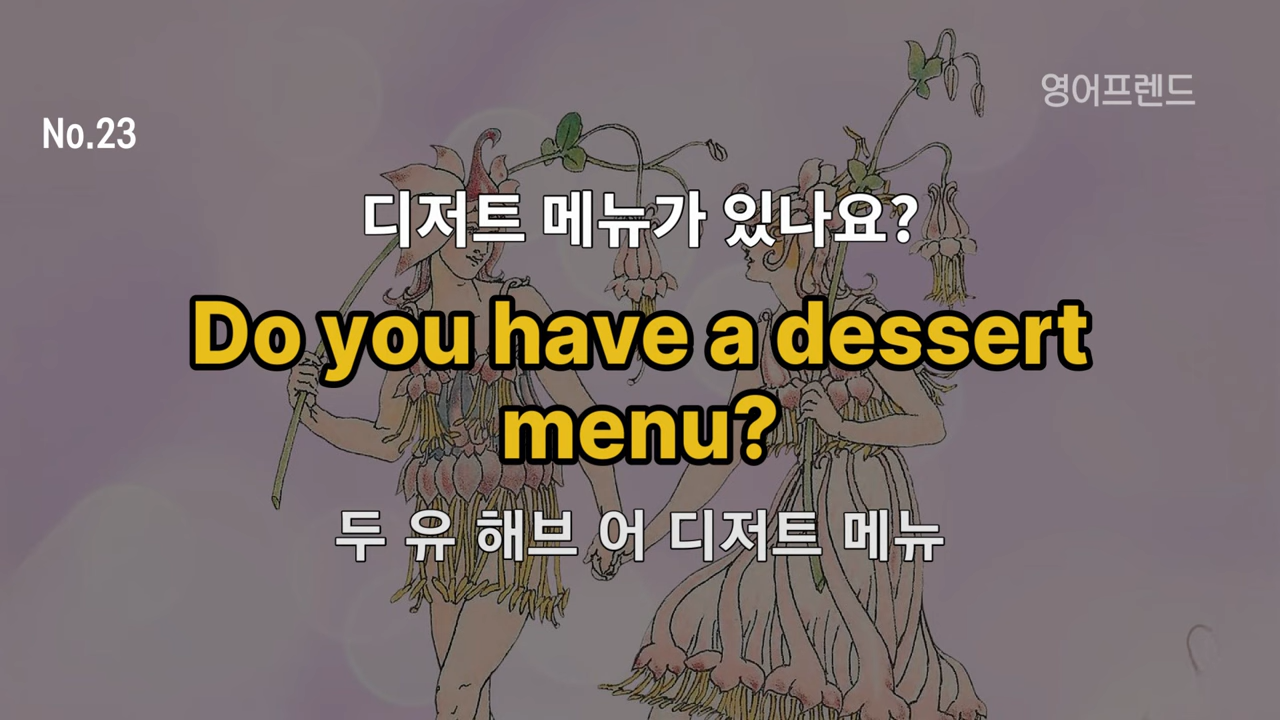 영어프렌드
No.23
디저트 메뉴가 있나요?
Do you have a dessert
menu?
두 유 해브 어 디저트 메뉴